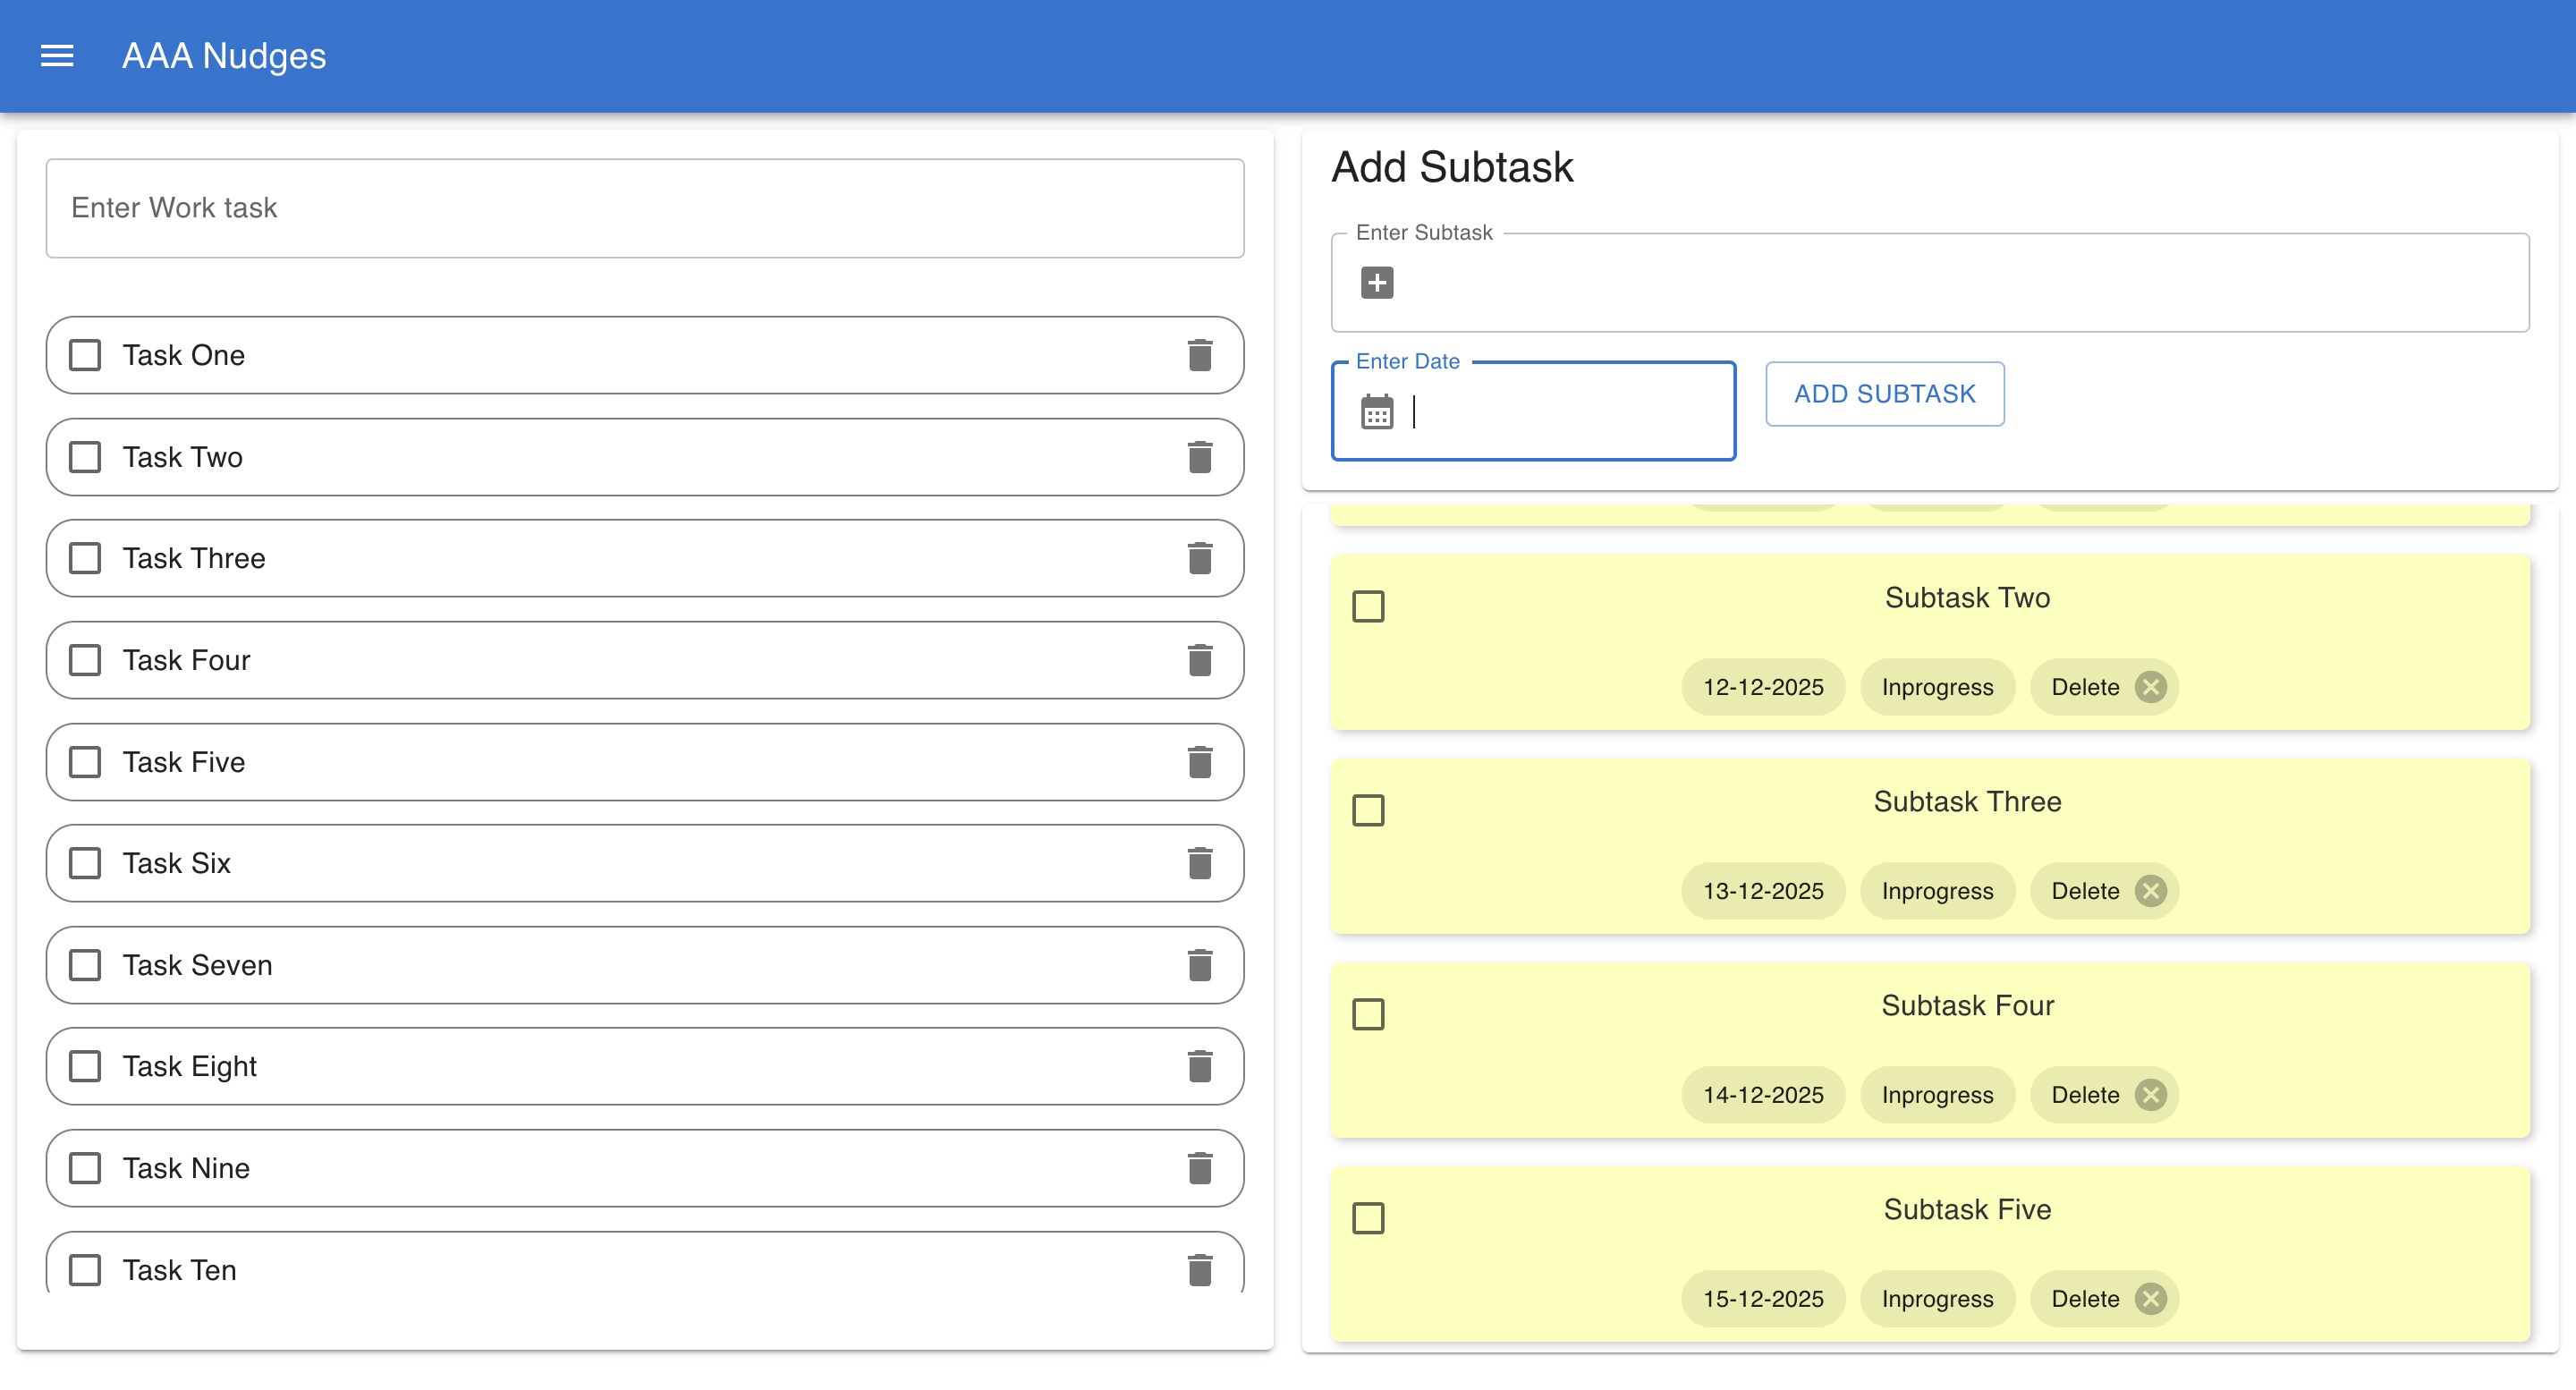 AAA Nudges
Enter Work task
Task One
Task Two
Task Three
Task Four
Task Five
Task Six
Task Seven
Task Eight
Task Nine
Task Ten
Add Subtask
Enter Subtask
Enter Date
ADD SUBTASK
Subtask Two
12-12-2025 Inprogress Delete
Subtask Three
13-12-2025 Inprogress Delete
Subtask Four
14-12-2025 Inprogress Delete
Subtask Five
15-12-2025 Inprogress Delete